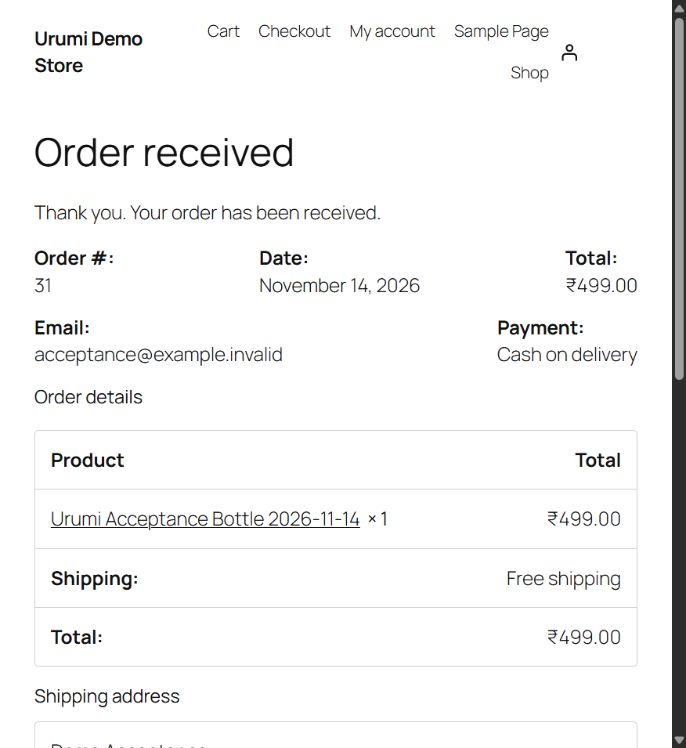 Urumi Demo Store
Cart Checkout My account Sample Page
Shop
Order received
Thank you. Your order has been received.
Order #: Date: Total:
31 November 14, 2026 ₹499.00
Email: Payment:
acceptance@example.invalid Cash on delivery
Order details
Product Total
Urumi Acceptance Bottle 2026-11-14 × 1 ₹499.00
Shipping: Free shipping
Total: ₹499.00
Shipping address